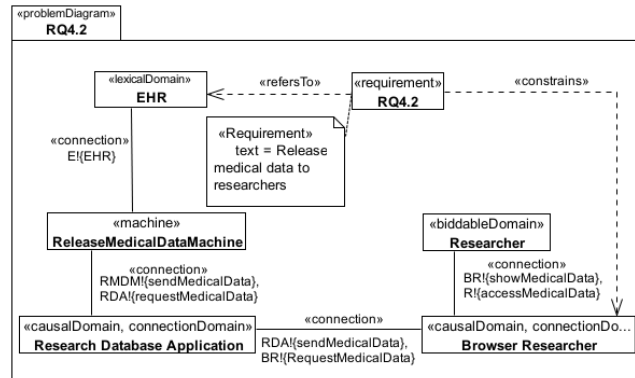 «problemDiagram»
RQ4.2
«lexicalDomain»
EHR
«refersTo»
«requirement»
RQ4.2
«constrains»
«connection»
E!{EHR}
«Requirement»
text = Release
medical data to
researchers
«machine»
ReleaseMedicalDataMachine
«biddableDomain»
Researcher
«connection»
RMDM!{sendMedicalData},
RDA!{requestMedicalData}
«connection»
BR!{showMedicalData},
R!{accessMedicalData}
«causalDomain, connectionDomain»
Research Database Application
«connection»
RDA!{sendMedicalData},
BR!{RequestMedicalData}
«causalDomain, connectionDo...
Browser Researcher